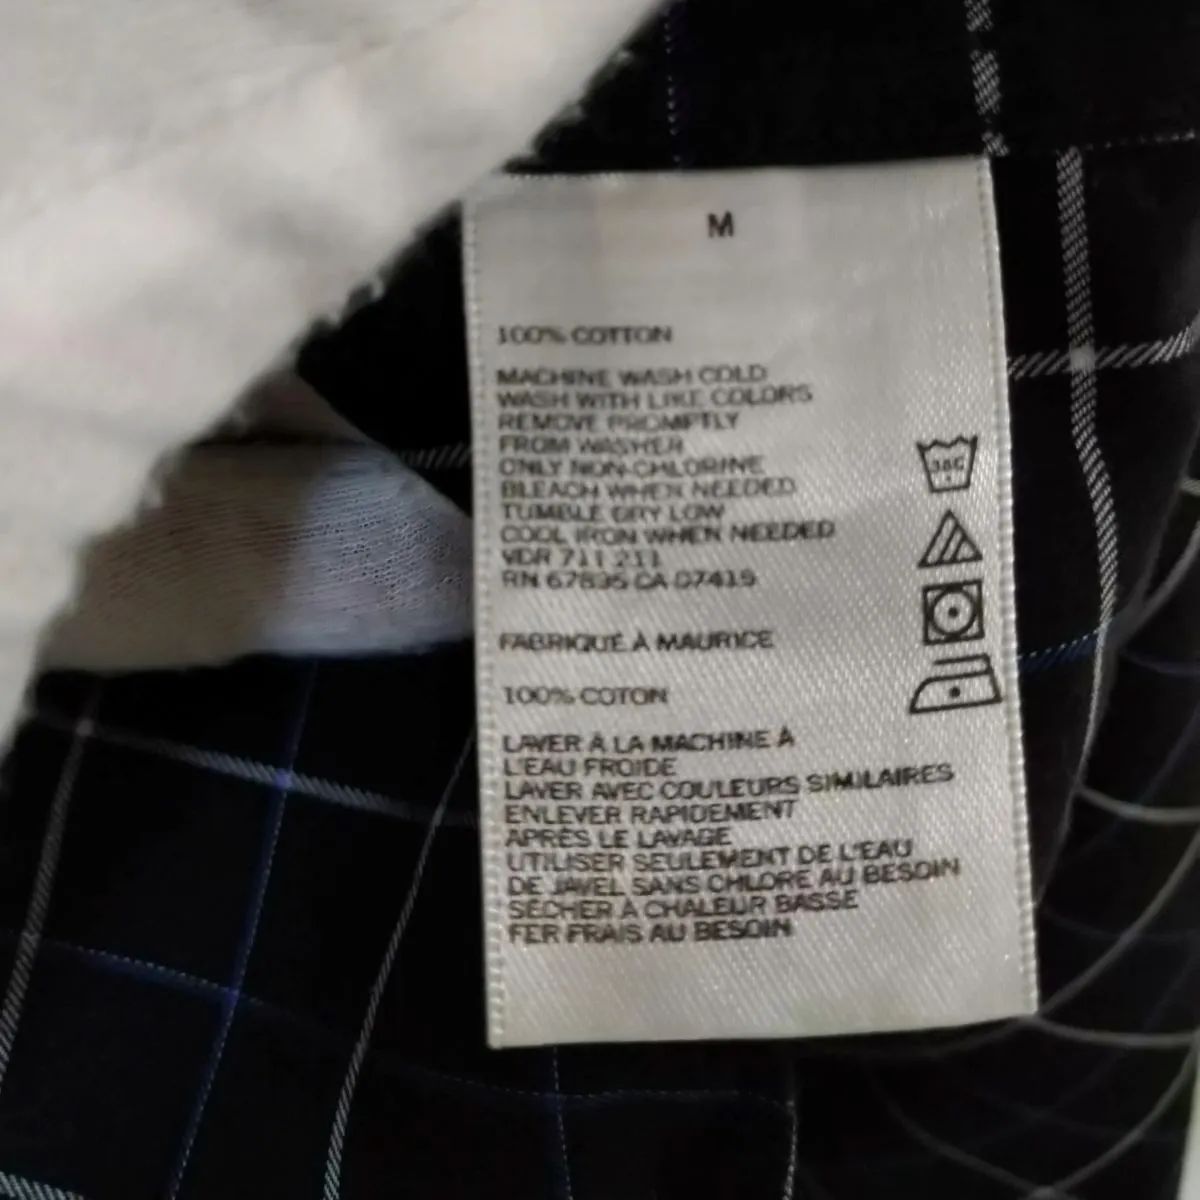 M
100% COTTON
MACHINE WASH COLD
WASH WITH LIKE COLORS
REMOVE PROMPTLY
FROM WASHER
ONLY NON-CHLORINE
BLEACH WHEN NEEDED
TUMBLE DRY LOW
COOL IRON WHEN NEEDED
VDR 711 211
RN 67895 CA 07419
FABRIQUÉ À MAURICE
100% COTON
LAVER À LA MACHINE À
L'EAU FROIDE
LAVER AVEC COULEURS SIMILAIRES
ENLEVER RAPIDEMENT
APRÈS LE LAVAGE
UTILISER SEULEMENT DE L'EAU
DE JAVEL SANS CHLORE AU BESOIN
SÉCHER À CHALEUR BASSE
FER FRAIS AU BESOIN